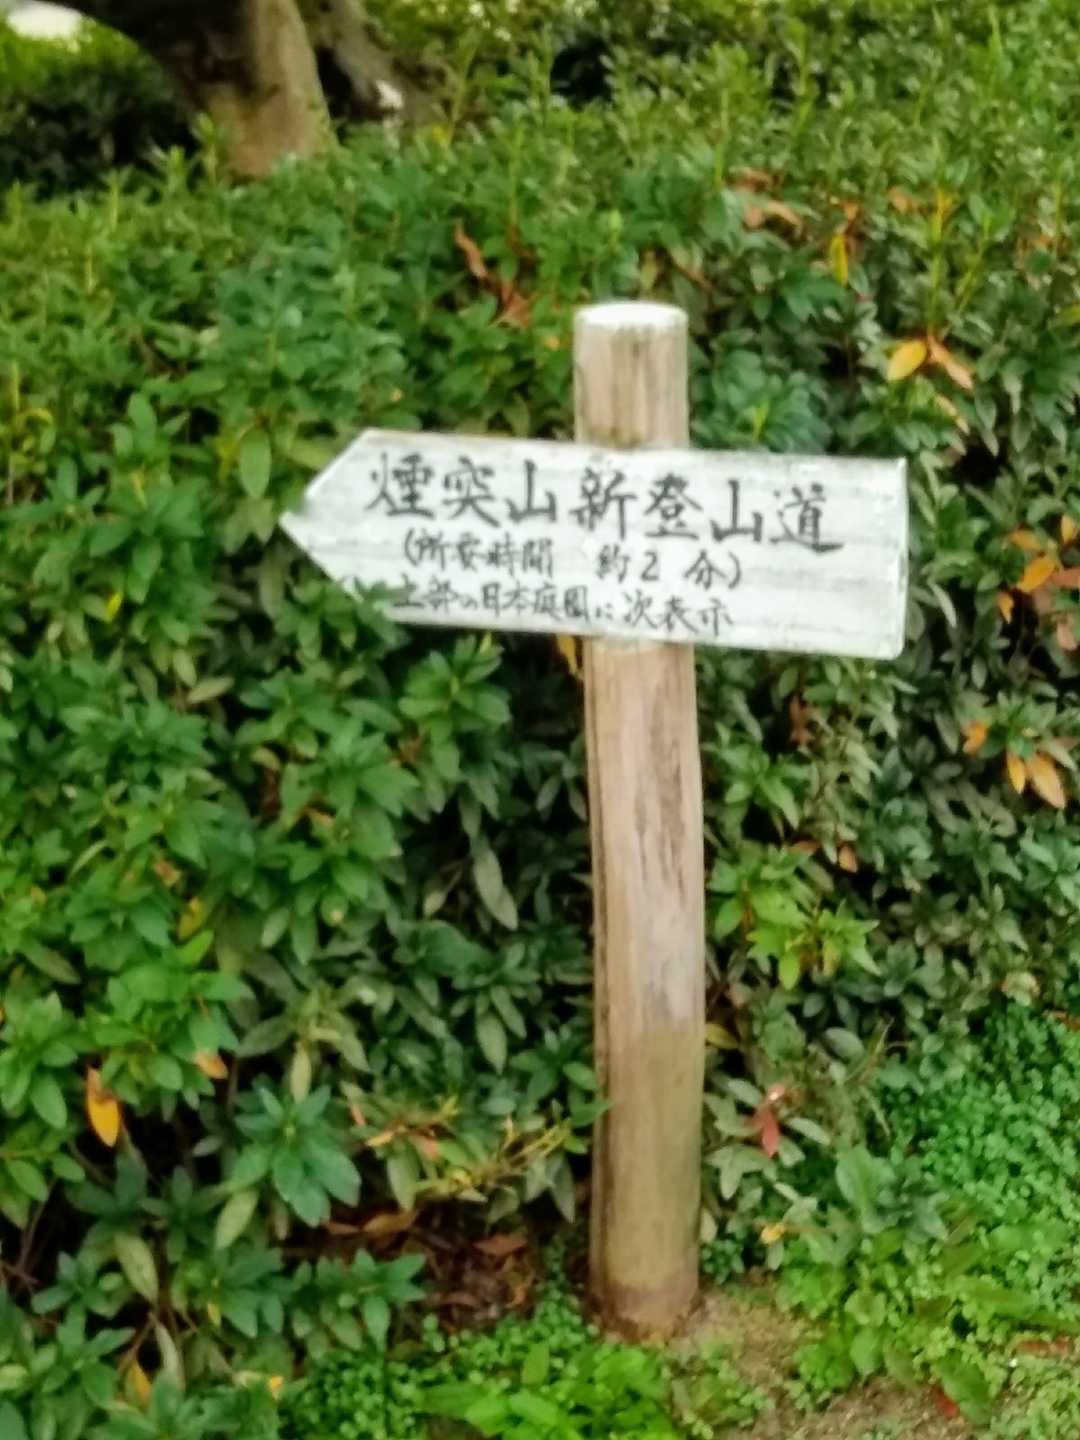 煙突山新登山道
(所要時間 約2分)
上部の日本庭園に次表示